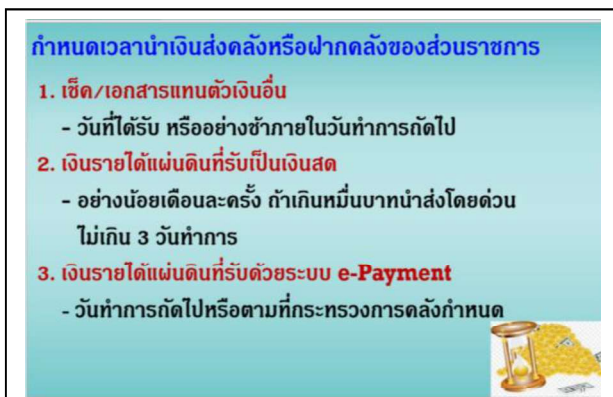 กำหนดเวลานำเงินส่งคลังหรือฝากคลังของส่วนราชการ
1. เช็ค/เอกสารแทนตัวเงินอื่น
- วันที่ได้รับ หรืออย่างช้าภายในวันทำการถัดไป
2. เงินรายได้แผ่นดินที่รับเป็นเงินสด
- อย่างน้อยเดือนละครั้ง ถ้าเกินหมื่นบาทนำส่งโดยด่วน
ไม่เกิน 3 วันทำการ
3. เงินรายได้แผ่นดินที่รับด้วยระบบ e-Payment
- วันทำการถัดไปหรือตามที่กระทรวงการคลังกำหนด